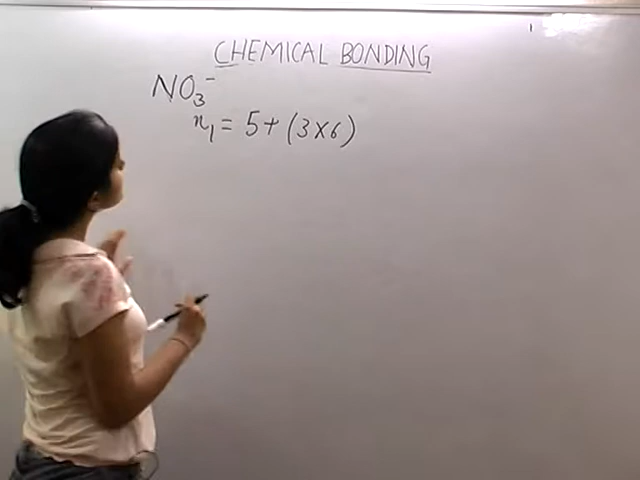 CHEMICAL BONDING
NO₃⁻
n₁ = 5 + (3×6)